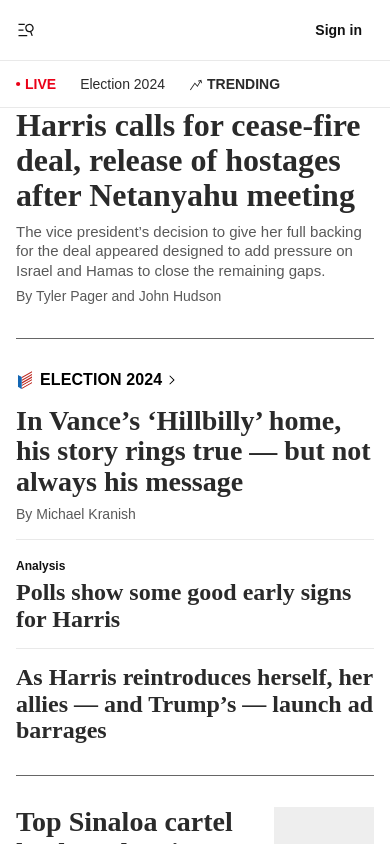 Sign in
LIVE
Election 2024
TRENDING
Harris calls for cease-fire
deal, release of hostages
after Netanyahu meeting
The vice president’s decision to give her full backing
for the deal appeared designed to add pressure on
Israel and Hamas to close the remaining gaps.
By Tyler Pager and John Hudson
ELECTION 2024
In Vance’s ‘Hillbilly’ home,
his story rings true — but not
always his message
By Michael Kranish
Analysis
Polls show some good early signs
for Harris
As Harris reintroduces herself, her
allies — and Trump’s — launch ad
barrages
Top Sinaloa cartel